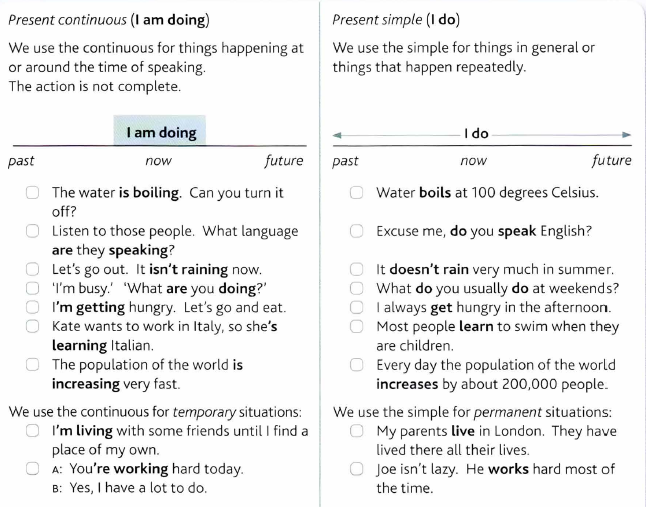 Present continuous (I am doing)
We use the continuous for things happening at
or around the time of speaking.
The action is not complete.
I am doing
past now future
The water is boiling. Can you turn it
off?
Listen to those people. What language
are they speaking?
Let's go out. It isn't raining now.
'I'm busy.' 'What are you doing?'
I'm getting hungry. Let's go and eat.
Kate wants to work in Italy, so she's
learning Italian.
The population of the world is
increasing very fast.
We use the continuous for temporary situations:
I'm living with some friends until I find a
place of my own.
A: You're working hard today.
B: Yes, I have a lot to do.
Present simple (I do)
We use the simple for things in general or
things that happen repeatedly.
I do
past now future
Water boils at 100 degrees Celsius.
Excuse me, do you speak English?
It doesn't rain very much in summer.
What do you usually do at weekends?
I always get hungry in the afternoon.
Most people learn to swim when they
are children.
Every day the population of the world
increases by about 200,000 people.
We use the simple for permanent situations:
My parents live in London. They have
lived there all their lives.
Joe isn't lazy. He works hard most of
the time.